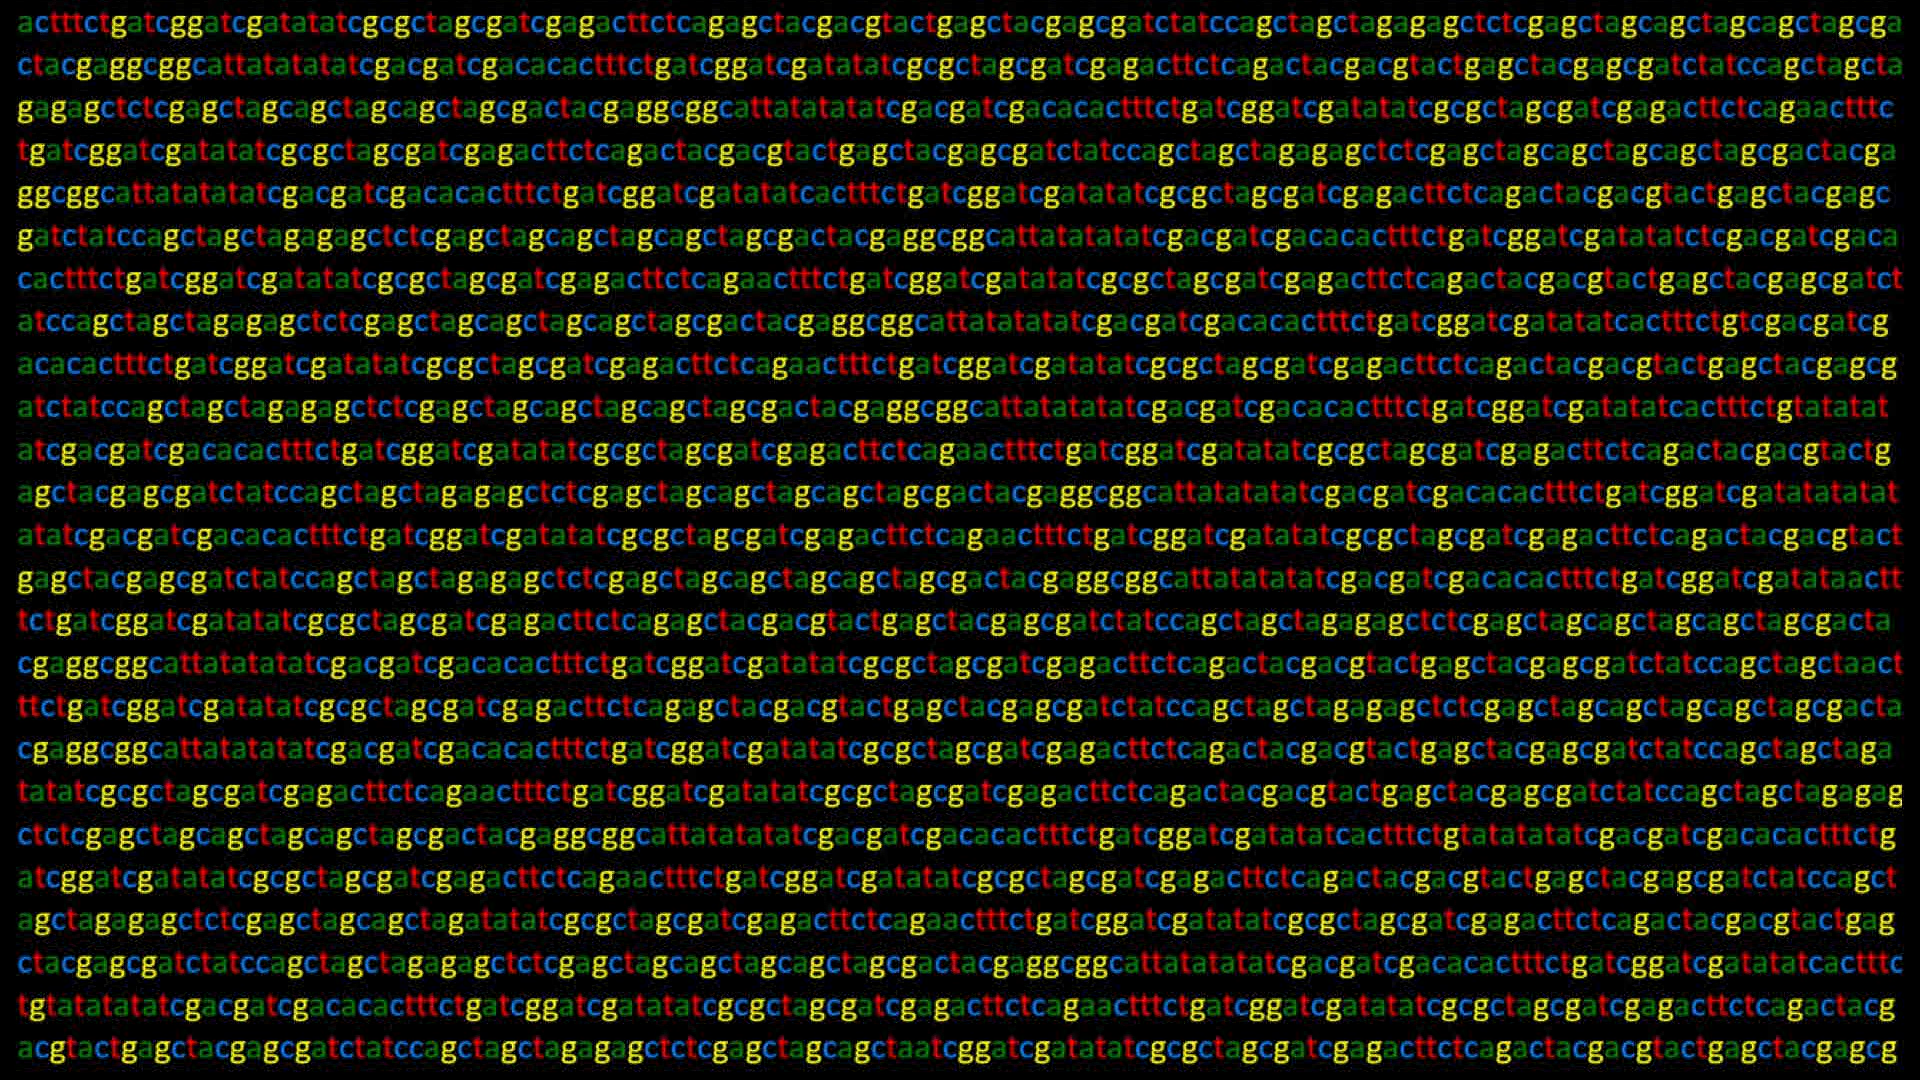 actttctgatcggatcgatatatcgcgctagcgatcgagacttctcagagctacgacgtactgagctacgagcgatctatccagctagctagagagctctcgagctagcagctagcagctagcga
ctacgaggcggcattatatatatcgacgatcgacacactttctgatcggatcgatatatcgcgctagcgatcgagacttctcagactacgacgtactgagctacgagcgatctatccagctagcta
gagagctctcgagctagcagctagcagctagcgactacgaggcggcattatatatatcgacgatcgacacactttctgatcggatcgatatatcgcgctagcgatcgagacttctcagaactttc
tgatcggatcgatatatcgcgctagcgatcgagacttctcagactacgacgtactgagctacgagcgatctatccagctagctagagagctctcgagctagcagctagcagctagcgactacga
ggcggcattatatatatcgacgatcgacacactttctgatcggatcgatatatcactttctgatcggatcgatatatcgcgctagcgatcgagacttctcagactacgacgtactgagctacgagc
gatctatccagctagctagagagctctcgagctagcagctagcagctagcgactacgaggcggcattatatatatcgacgatcgacacactttctgatcggatcgatatatctcgacgatcgaca
cactttctgatcggatcgatatatcgcgctagcgatcgagacttctcagaactttctgatcggatcgatatatcgcgctagcgatcgagacttctcagactacgacgtactgagctacgagcgatct
atccagctagctagagagctctcgagctagcagctagcagctagcgactacgaggcggcattatatatatcgacgatcgacacactttctgatcggatcgatatatcactttctgtcgacgatcg
acacactttctgatcggatcgatatatcgcgctagcgatcgagacttctcagaactttctgatcggatcgatatatcgcgctagcgatcgagacttctcagactacgacgtactgagctacgagcg
atctatccagctagctagagagctctcgagctagcagctagcagctagcgactacgaggcggcattatatatatcgacgatcgacacactttctgatcggatcgatatatcactttctgtatatat
atcgacgatcgacacactttctgatcggatcgatatatcgcgctagcgatcgagacttctcagaactttctgatcggatcgatatatcgcgctagcgatcgagacttctcagactacgacgtactg
agctacgagcgatctatccagctagctagagagctctcgagctagcagctagcagctagcgactacgaggcggcattatatatatcgacgatcgacacactttctgatcggatcgatatatatat
atatcgacgatcgacacactttctgatcggatcgatatatcgcgctagcgatcgagacttctcagaactttctgatcggatcgatatatcgcgctagcgatcgagacttctcagactacgacgtact
gagctacgagcgatctatccagctagctagagagctctcgagctagcagctagcagctagcgactacgaggcggcattatatatatcgacgatcgacacactttctgatcggatcgatataactt
tctgatcggatcgatatatcgcgctagcgatcgagacttctcagagctacgacgtactgagctacgagcgatctatccagctagctagagagctctcgagctagcagctagcagctagcgacta
cgaggcggcattatatatatcgacgatcgacacactttctgatcggatcgatatatcgcgctagcgatcgagacttctcagactacgacgtactgagctacgagcgatctatccagctagctaact
ttctgatcggatcgatatatcgcgctagcgatcgagacttctcagagctacgacgtactgagctacgagcgatctatccagctagctagagagctctcgagctagcagctagcagctagcgacta
cgaggcggcattatatatatcgacgatcgacacactttctgatcggatcgatatatcgcgctagcgatcgagacttctcagactacgacgtactgagctacgagcgatctatccagctagctaga
tatatcgcgctagcgatcgagacttctcagaactttctgatcggatcgatatatcgcgctagcgatcgagacttctcagactacgacgtactgagctacgagcgatctatccagctagctagagag
ctctcgagctagcagctagcagctagcgactacgaggcggcattatatatatcgacgatcgacacactttctgatcggatcgatatatcactttctgtatatatatcgacgatcgacacactttctg
atcggatcgatatatcgcgctagcgatcgagacttctcagaactttctgatcggatcgatatatcgcgctagcgatcgagacttctcagactacgacgtactgagctacgagcgatctatccagct
agctagagagctctcgagctagcagctagatatatcgcgctagcgatcgagacttctcagaactttctgatcggatcgatatatcgcgctagcgatcgagacttctcagactacgacgtactgag
ctacgagcgatctatccagctagctagagagctctcgagctagcagctagcagctagcgactacgaggcggcattatatatatcgacgatcgacacactttctgatcggatcgatatatcactttc
tgtatatatatcgacgatcgacacactttctgatcggatcgatatatcgcgctagcgatcgagacttctcagaactttctgatcggatcgatatatcgcgctagcgatcgagacttctcagactacg
acgtactgagctacgagcgatctatccagctagctagagagctctcgagctagcagctaatcggatcgatatatcgcgctagcgatcgagacttctcagactacgacgtactgagctacgagcg